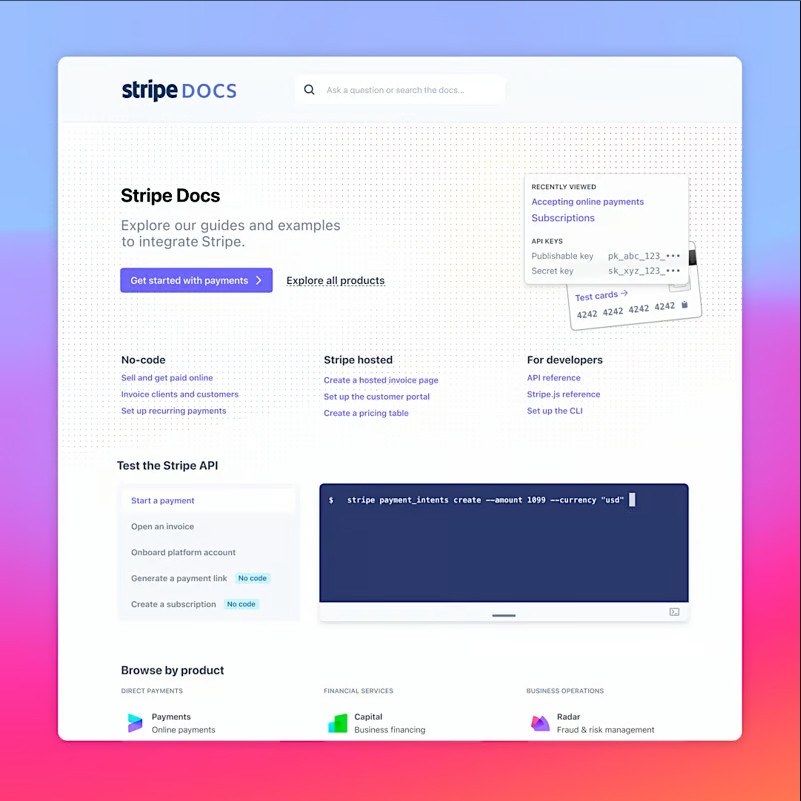 stripe DOCS
Ask a question or search the docs...
Stripe Docs
Explore our guides and examples
to integrate Stripe.
Get started with payments
Explore all products
RECENTLY VIEWED
Accepting online payments
Subscriptions
API KEYS
Publishable key pk_abc_123_•••
Secret key sk_xyz_123_•••
Test cards →
4242 4242 4242 4242
No-code
Sell and get paid online
Invoice clients and customers
Set up recurring payments
Stripe hosted
Create a hosted invoice page
Set up the customer portal
Create a pricing table
For developers
API reference
Stripe.js reference
Set up the CLI
Test the Stripe API
Start a payment
Open an invoice
Onboard platform account
Generate a payment link No code
Create a subscription No code
$ stripe payment_intents create --amount 1099 --currency "usd"
Browse by product
DIRECT PAYMENTS
Payments
Online payments
FINANCIAL SERVICES
Capital
Business financing
BUSINESS OPERATIONS
Radar
Fraud & risk management